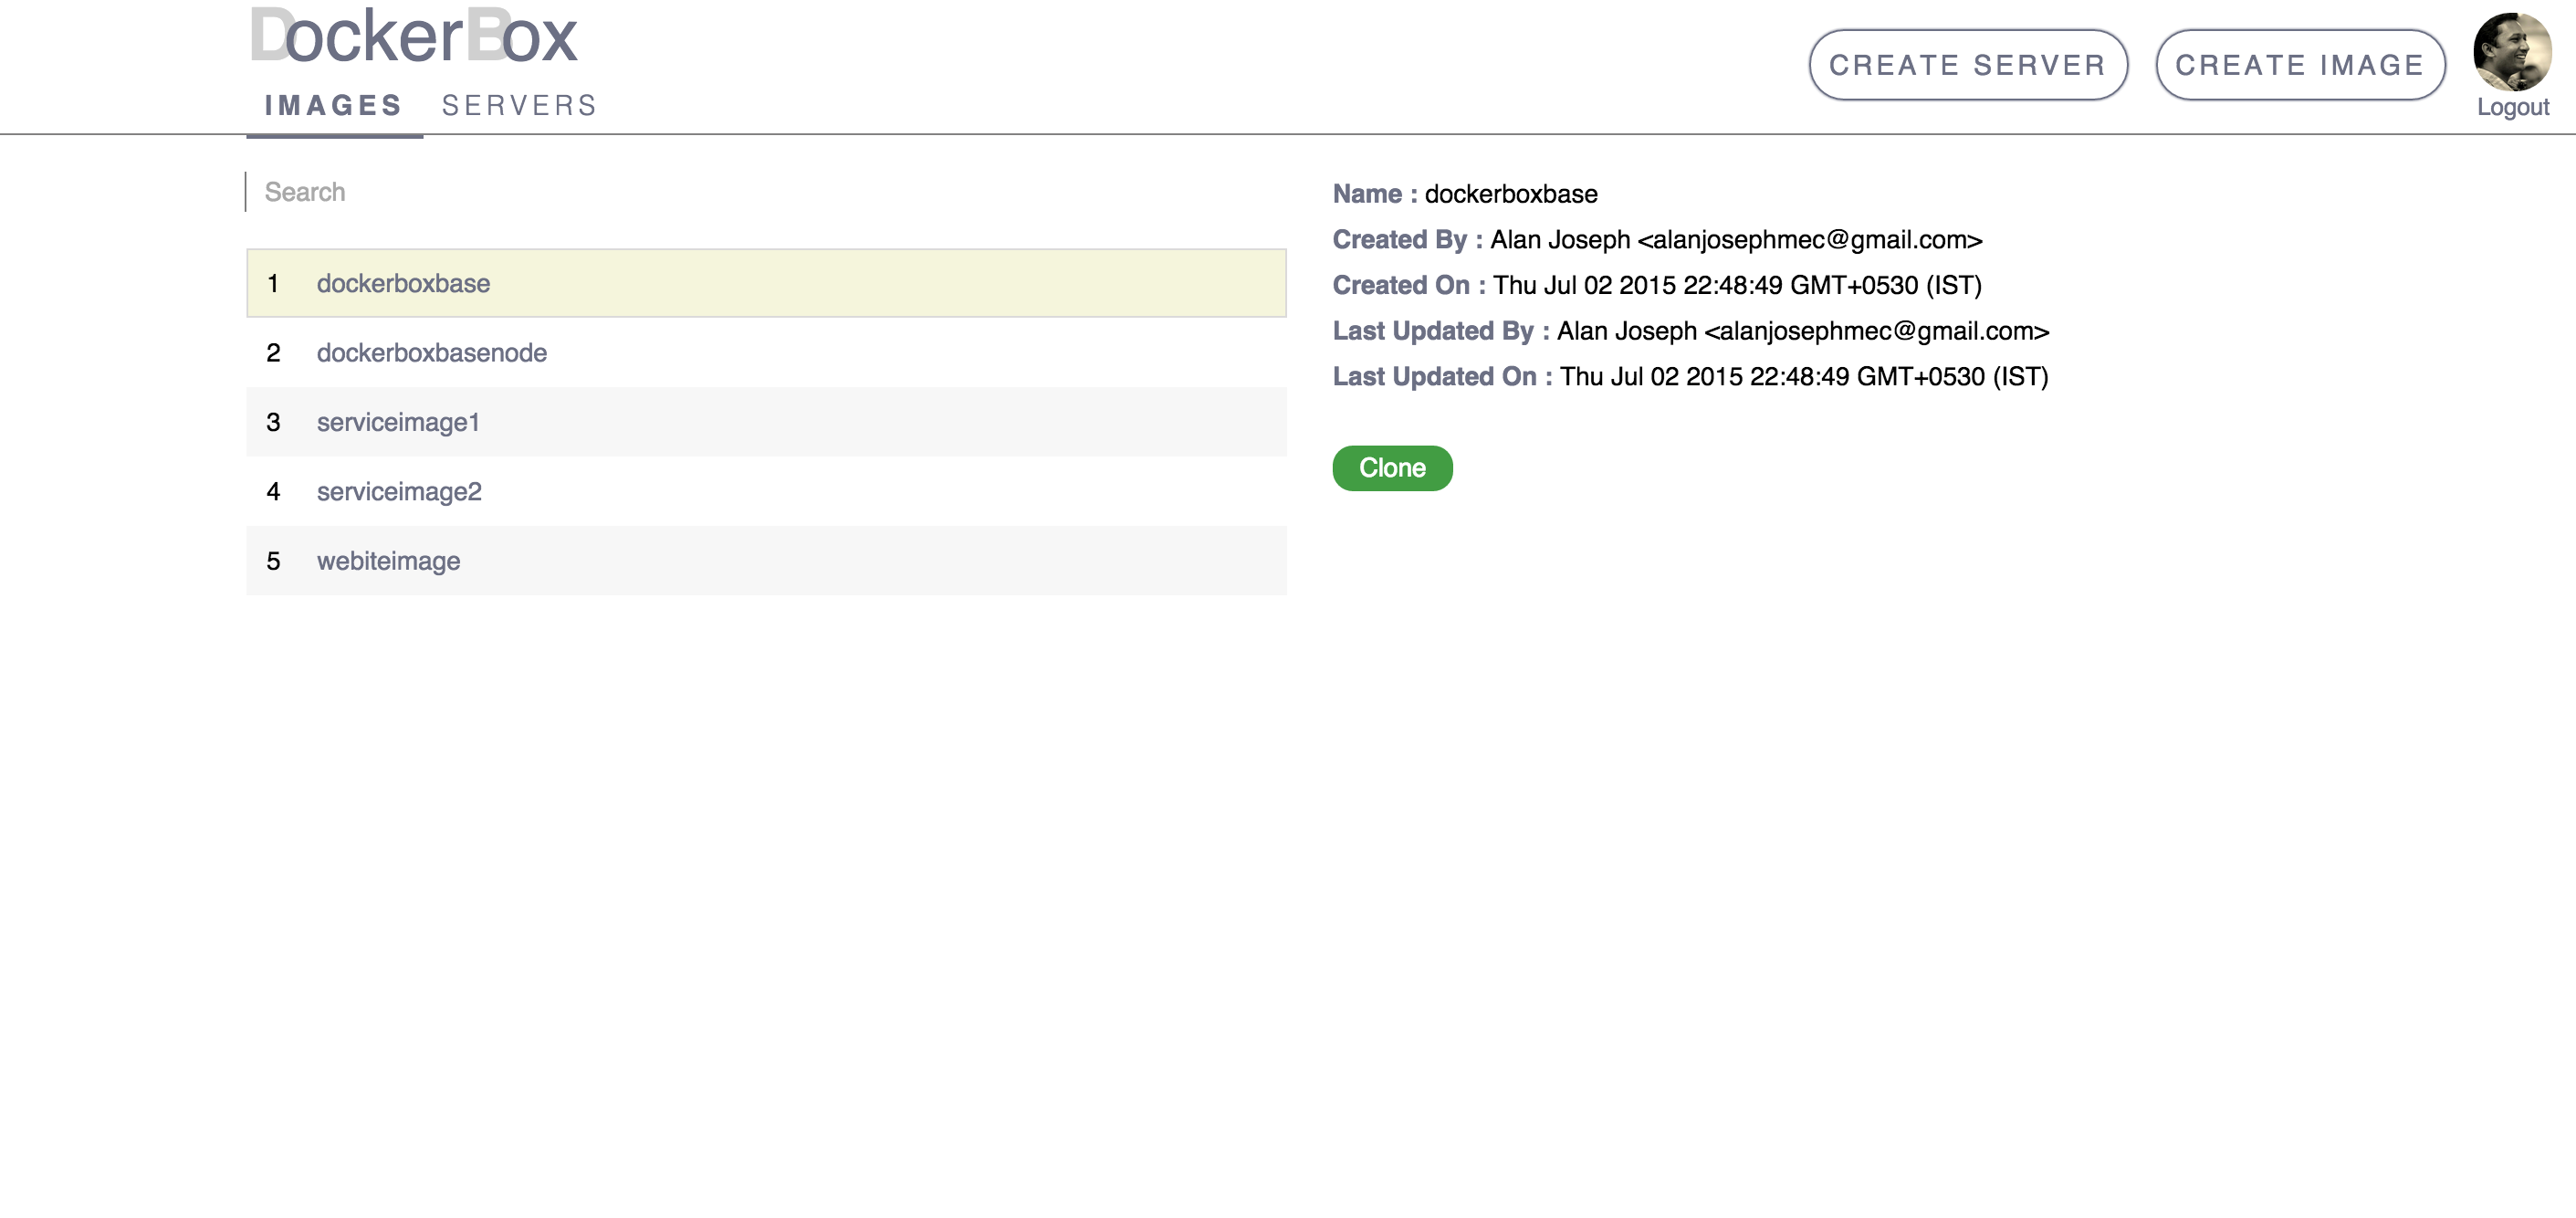 DockerBox
IMAGES SERVERS
CREATE SERVER CREATE IMAGE
Logout
Search
1 dockerboxbase
2 dockerboxbasenode
3 serviceimage1
4 serviceimage2
5 webiteimage
Name : dockerboxbase
Created By : Alan Joseph <alanjosephmec@gmail.com>
Created On : Thu Jul 02 2015 22:48:49 GMT+0530 (IST)
Last Updated By : Alan Joseph <alanjosephmec@gmail.com>
Last Updated On : Thu Jul 02 2015 22:48:49 GMT+0530 (IST)
Clone